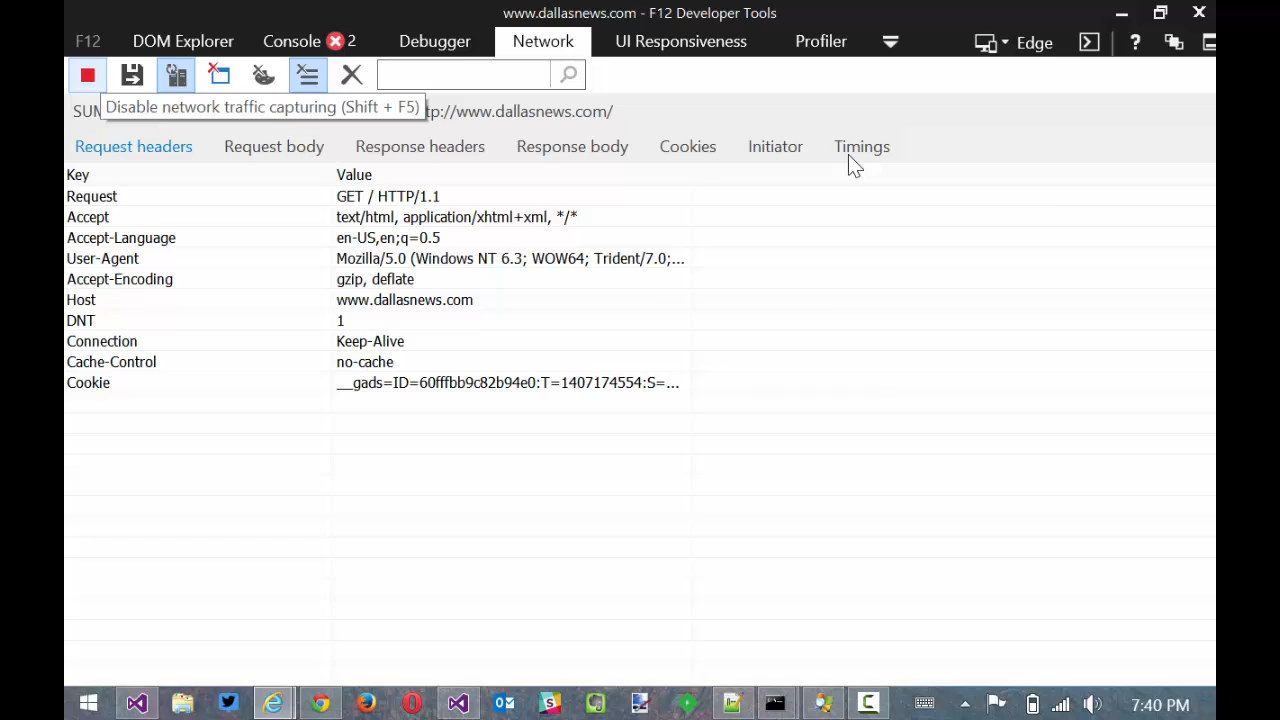 www.dallasnews.com - F12 Developer Tools
F12 DOM Explorer Console 2 Debugger Network UI Responsiveness Profiler Edge ?
Disable network traffic capturing (Shift + F5)
SUM tp://www.dallasnews.com/
Request headers Request body Response headers Response body Cookies Initiator Timings
Key Value
Request GET / HTTP/1.1
Accept text/html, application/xhtml+xml, */*
Accept-Language en-US,en;q=0.5
User-Agent Mozilla/5.0 (Windows NT 6.3; WOW64; Trident/7.0;...
Accept-Encoding gzip, deflate
Host www.dallasnews.com
DNT 1
Connection Keep-Alive
Cache-Control no-cache
Cookie __gads=ID=60fffbb9c82b94e0:T=1407174554:S=...
7:40 PM